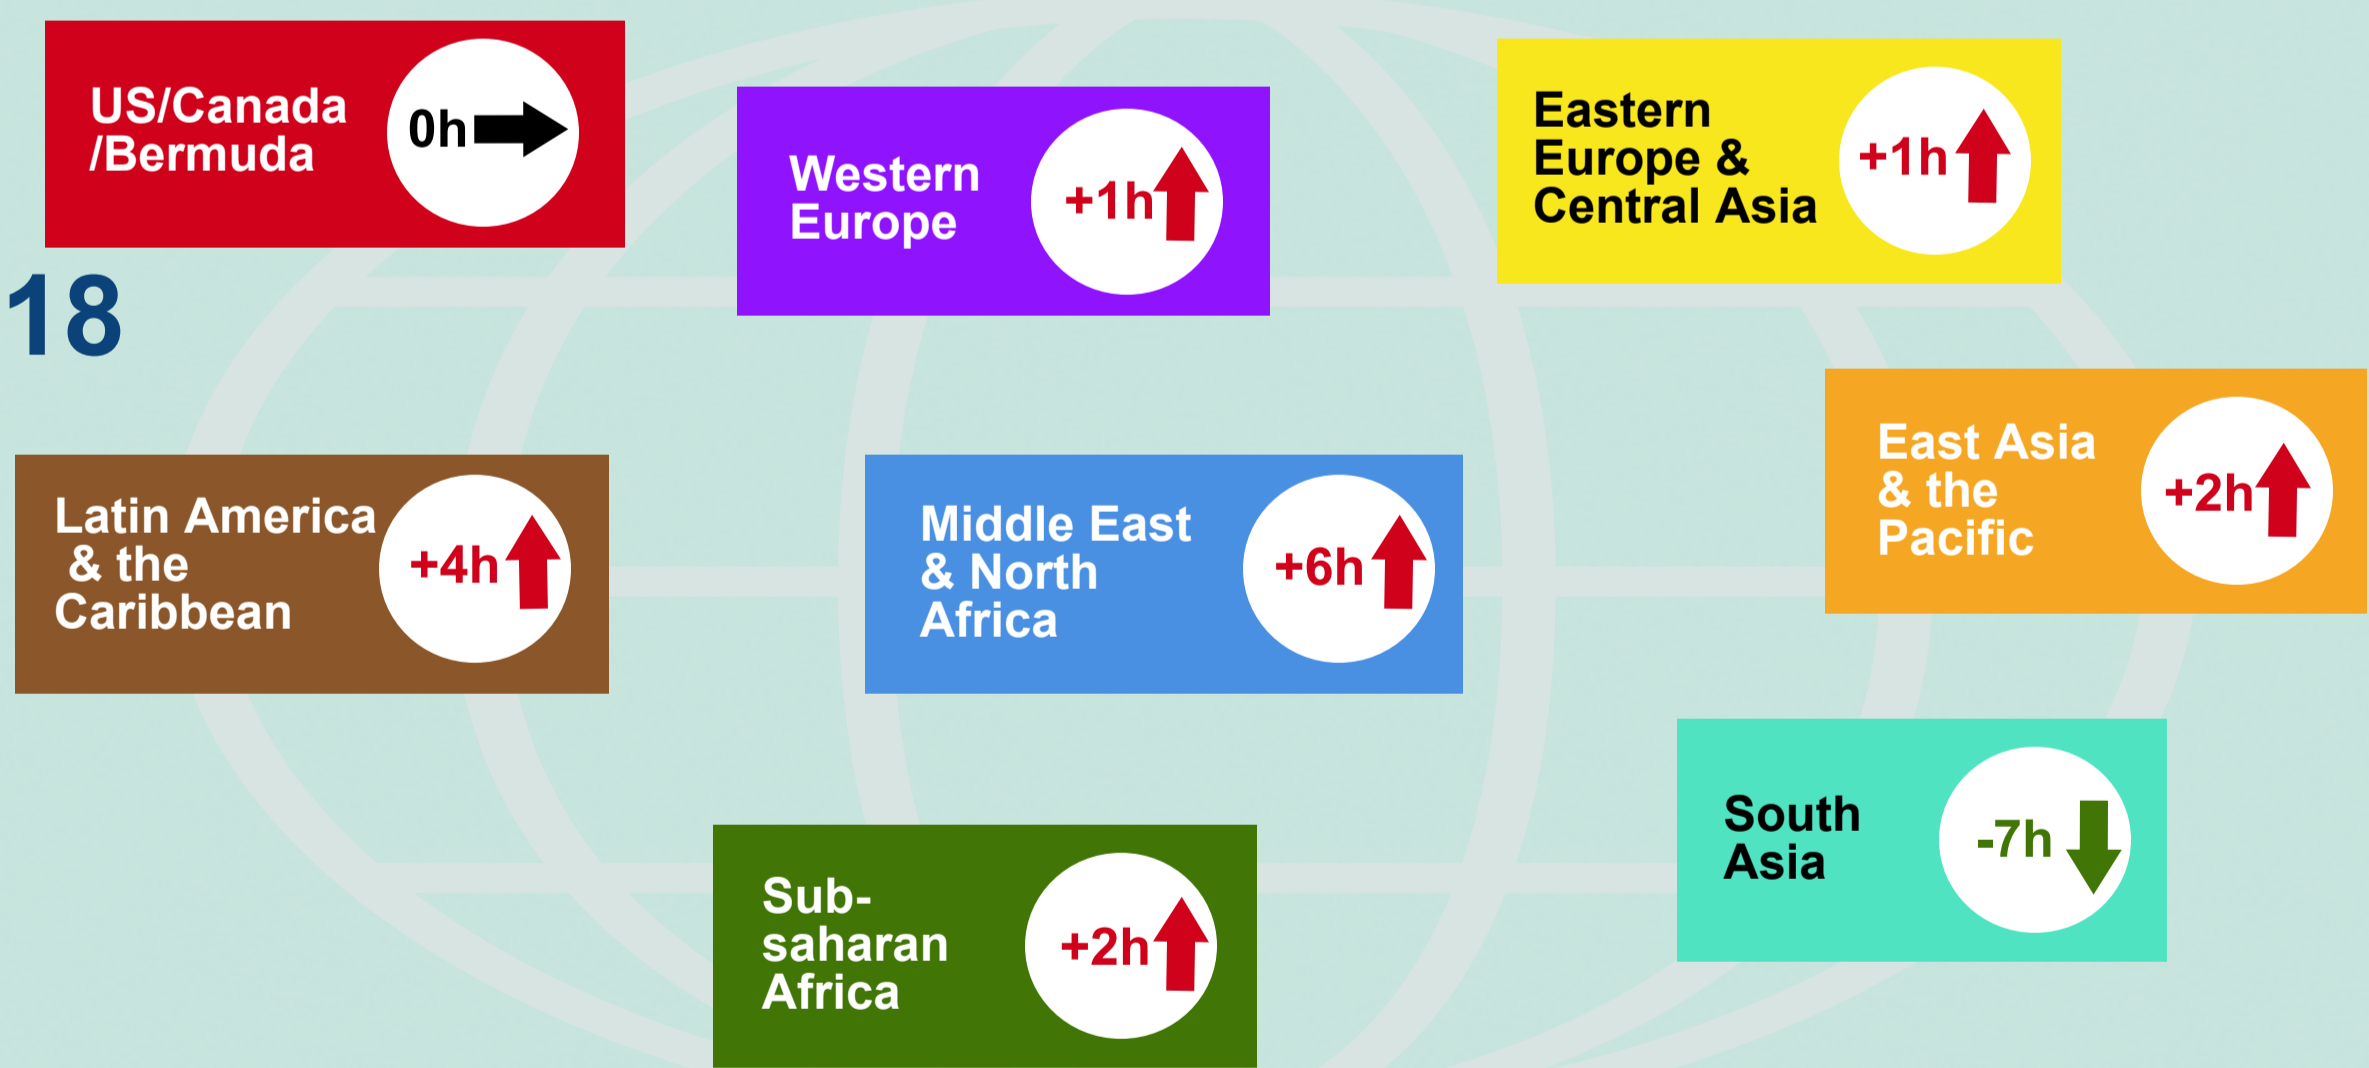 US/Canada
/Bermuda
0h
Western
Europe
+1h
Eastern
Europe &
Central Asia
+1h
18
Latin America
& the
Caribbean
+4h
Middle East
& North
Africa
+6h
East Asia
& the
Pacific
+2h
Sub-
saharan
Africa
+2h
South
Asia
-7h